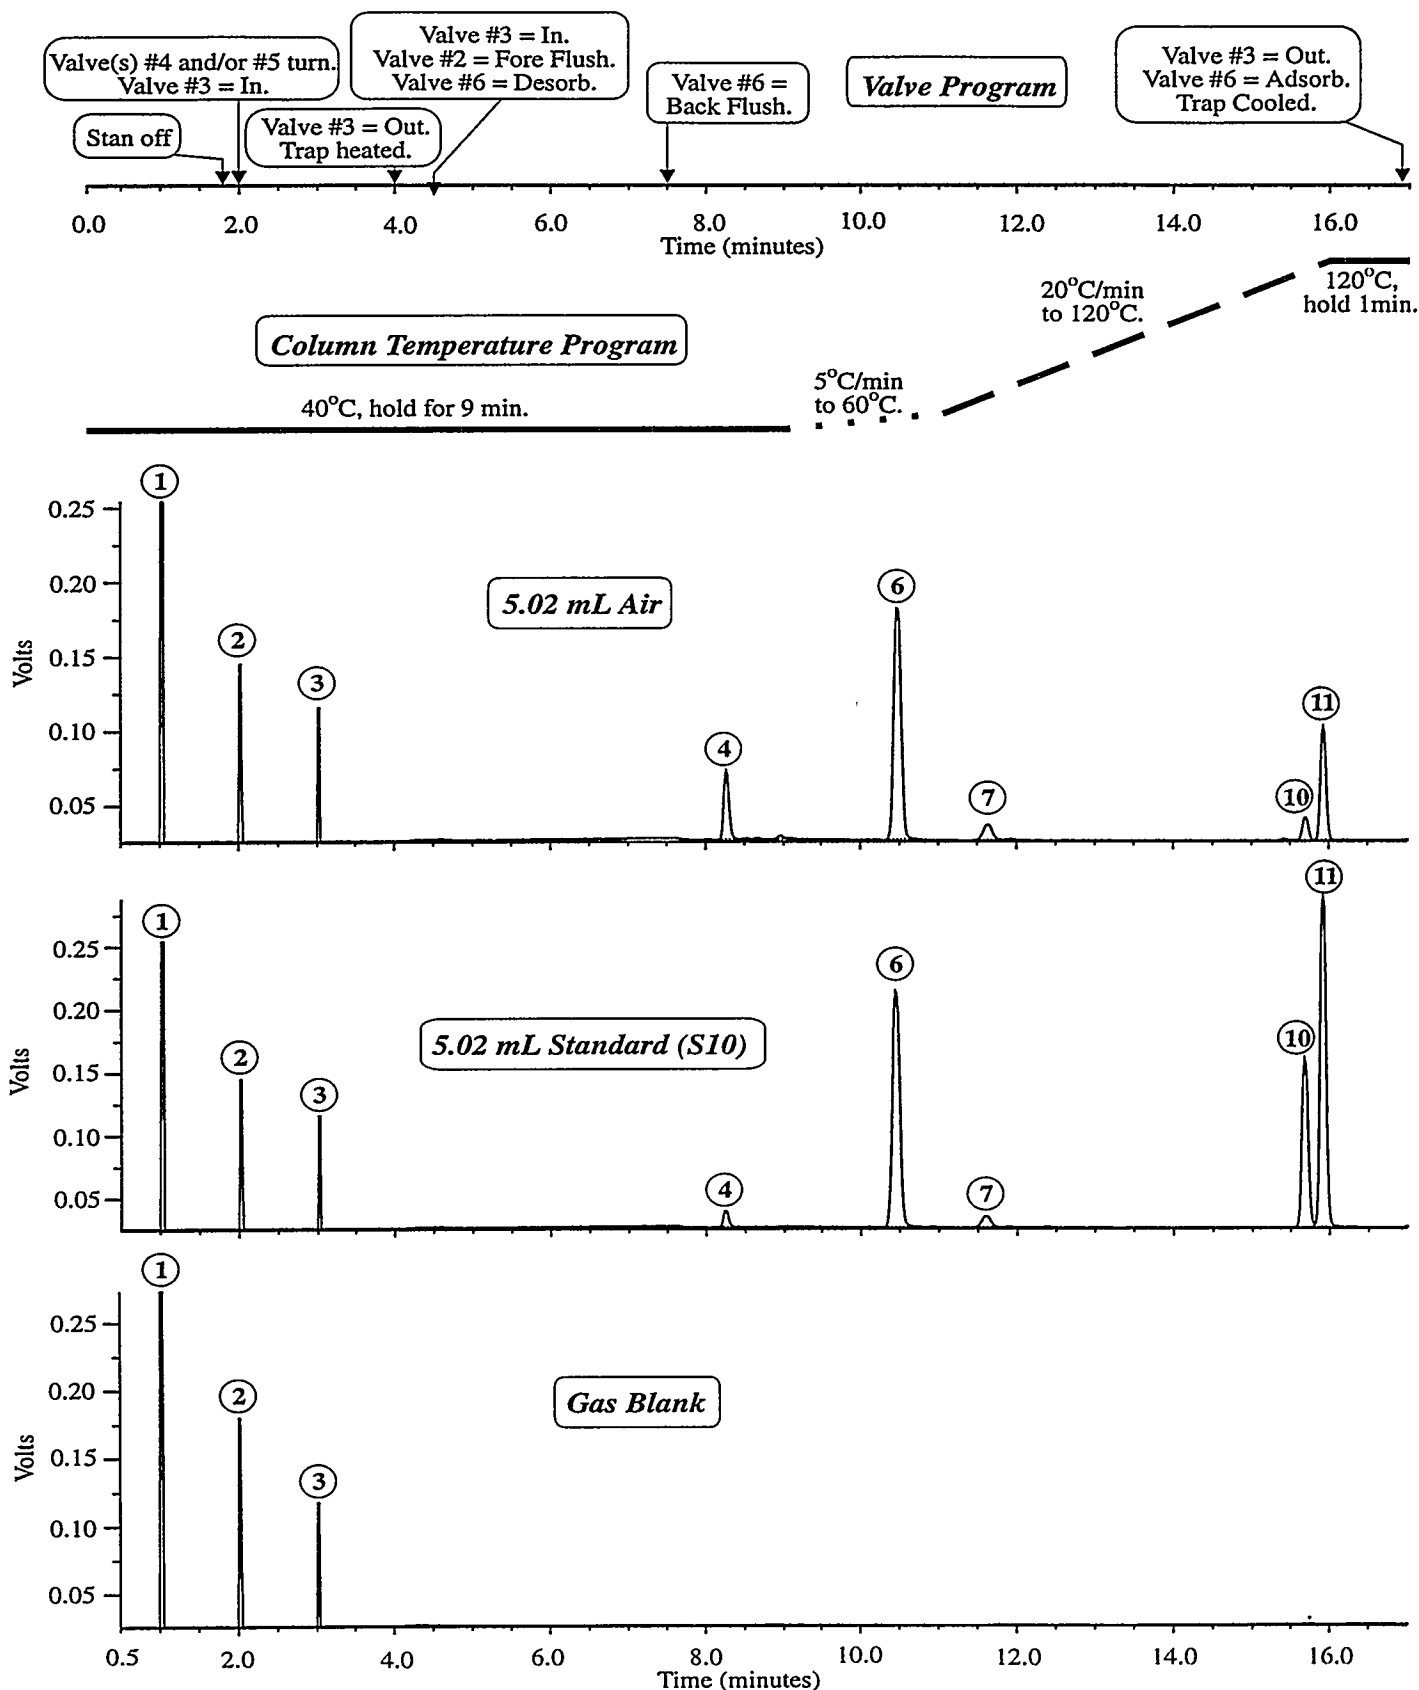 Valve(s) #4 and/or #5 turn.
Valve #3 = In.
Valve #3 = In.
Valve #2 = Fore Flush.
Valve #6 = Desorb.
Valve #6 =
Back Flush.
Valve Program
Valve #3 = Out.
Valve #6 = Adsorb.
Trap Cooled.
Stan off
Valve #3 = Out.
Trap heated.
0.0 2.0 4.0 6.0 8.0 10.0 12.0 14.0 16.0
Time (minutes)
Column Temperature Program
40°C, hold for 9 min.
5°C/min
to 60°C.
20°C/min
to 120°C.
120°C,
hold 1min.
Volts
0.25
0.20
0.15
0.10
0.05
5.02 mL Air
1
2
3
4
6
7
10
11
Volts
0.25
0.20
0.15
0.10
0.05
5.02 mL Standard (S10)
1
2
3
4
6
7
10
11
Volts
0.25
0.20
0.15
0.10
0.05
Gas Blank
1
2
3
0.5 2.0 4.0 6.0 8.0 10.0 12.0 14.0 16.0
Time (minutes)